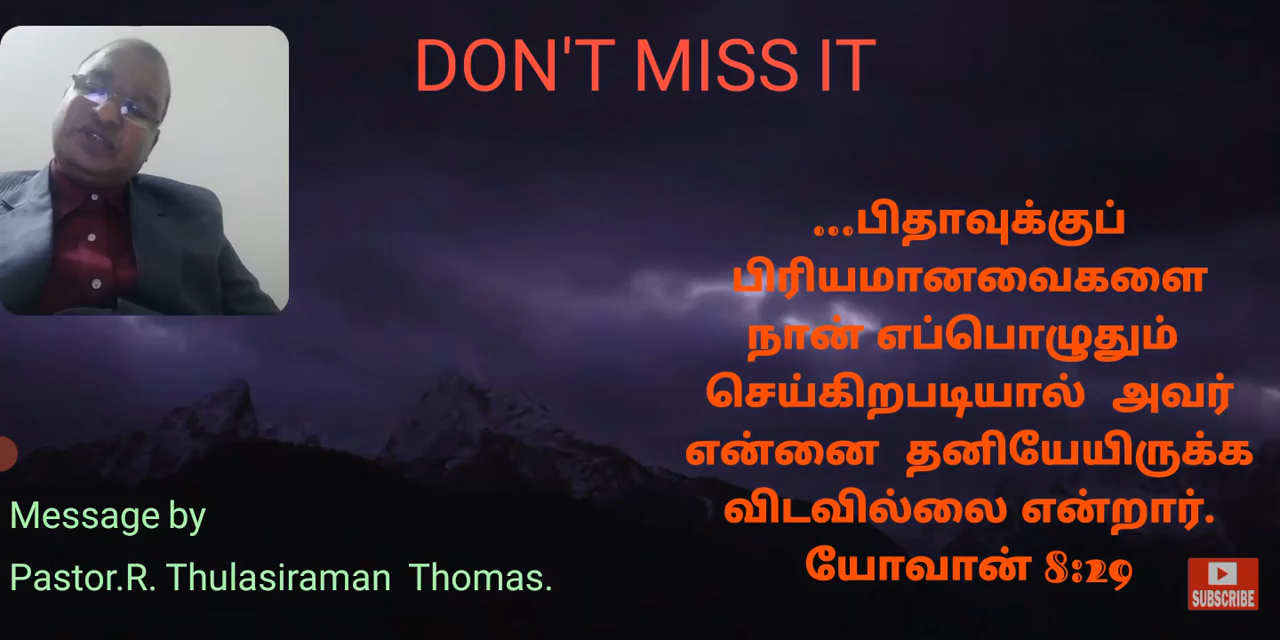 DON'T MISS IT
...பிதாவுக்குப்
பிரியமானவைகளை
நான் எப்பொழுதும்
செய்கிறபடியால் அவர்
என்னை தனியேயிருக்க
விடவில்லை என்றார்.
யோவான் 8:29
Message by
Pastor.R. Thulasiraman Thomas.
SUBSCRIBE